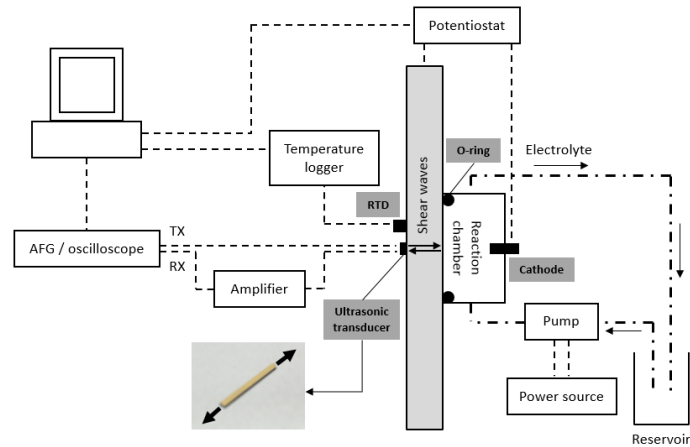 Potentiostat
Temperature
logger
O-ring
Electrolyte
Shear waves
RTD
Reaction
chamber
TX
AFG / oscilloscope
RX
Cathode
Amplifier
Ultrasonic
transducer
Pump
Power source
Reservoir